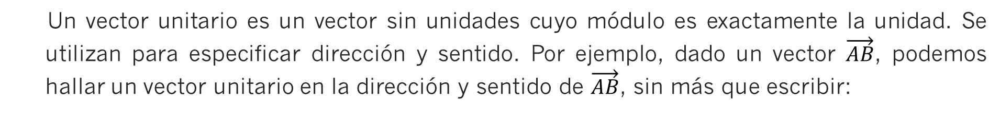 Un vector unitario es un vector sin unidades cuyo módulo es exactamente la unidad. Se
utilizan para especificar dirección y sentido. Por ejemplo, dado un vector $\overrightarrow{AB}$, podemos
hallar un vector unitario en la dirección y sentido de $\overrightarrow{AB}$, sin más que escribir: